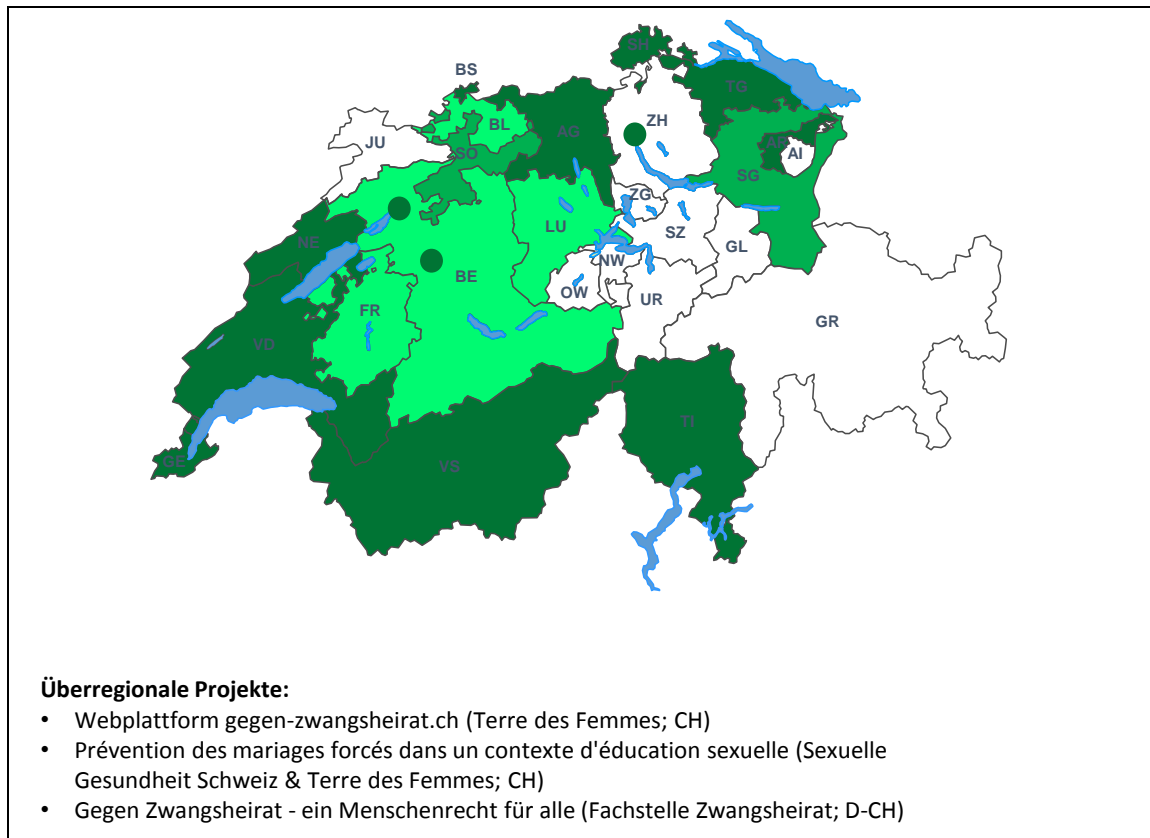 SH
BS
TG
BL
ZH
JU
AG
AR
SO
AI
SG
ZG
LU
SZ
NE
GL
NW
BE
OW
UR
FR
GR
VD
TI
GE
VS
Überregionale Projekte:
• Webplattform gegen-zwangsheirat.ch (Terre des Femmes; CH)
• Prévention des mariages forcés dans un contexte d'éducation sexuelle (Sexuelle
Gesundheit Schweiz & Terre des Femmes; CH)
• Gegen Zwangsheirat - ein Menschenrecht für alle (Fachstelle Zwangsheirat; D-CH)